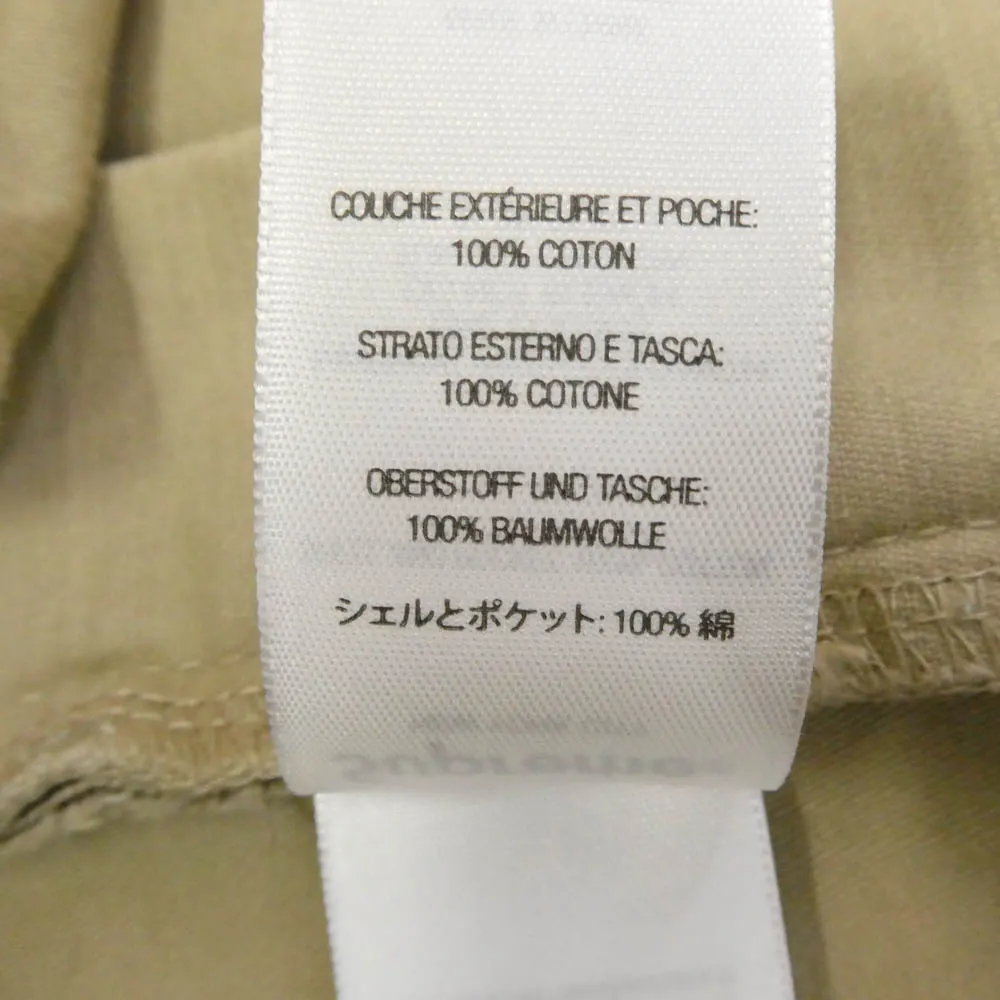 COUCHE EXTÉRIEURE ET POCHE:
100% COTON
STRATO ESTERNO E TASCA:
100% COTONE
OBERSTOFF UND TASCHE:
100% BAUMWOLLE
シェルとポケット: 100% 綿
Supreme